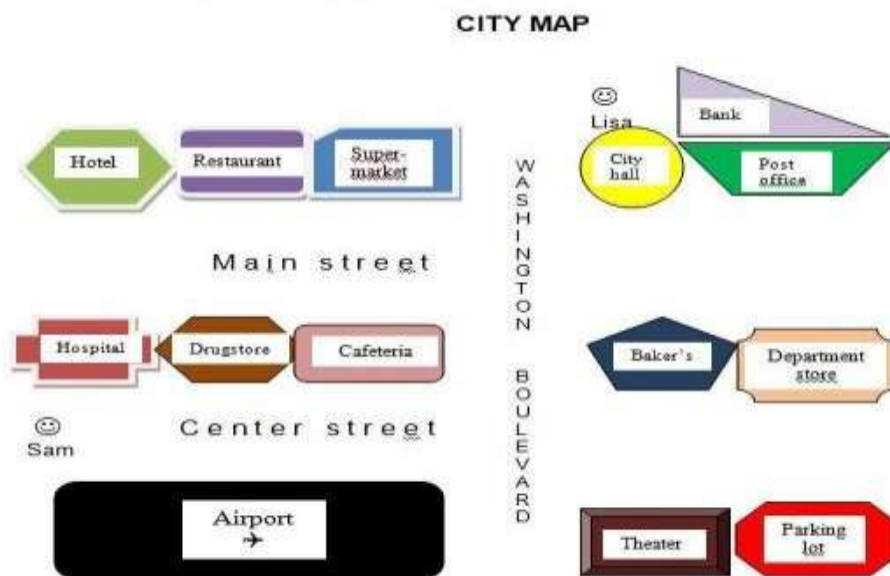 CITY MAP
Lisa
Bank
Hotel
Restaurant
Super-
market
City
hall
Post
office
WASHINGTON BOULEVARD
Main street
Hospital
Drugstore
Cafeteria
Baker's
Department
store
Sam
Center street
Airport
Theater
Parking
lot